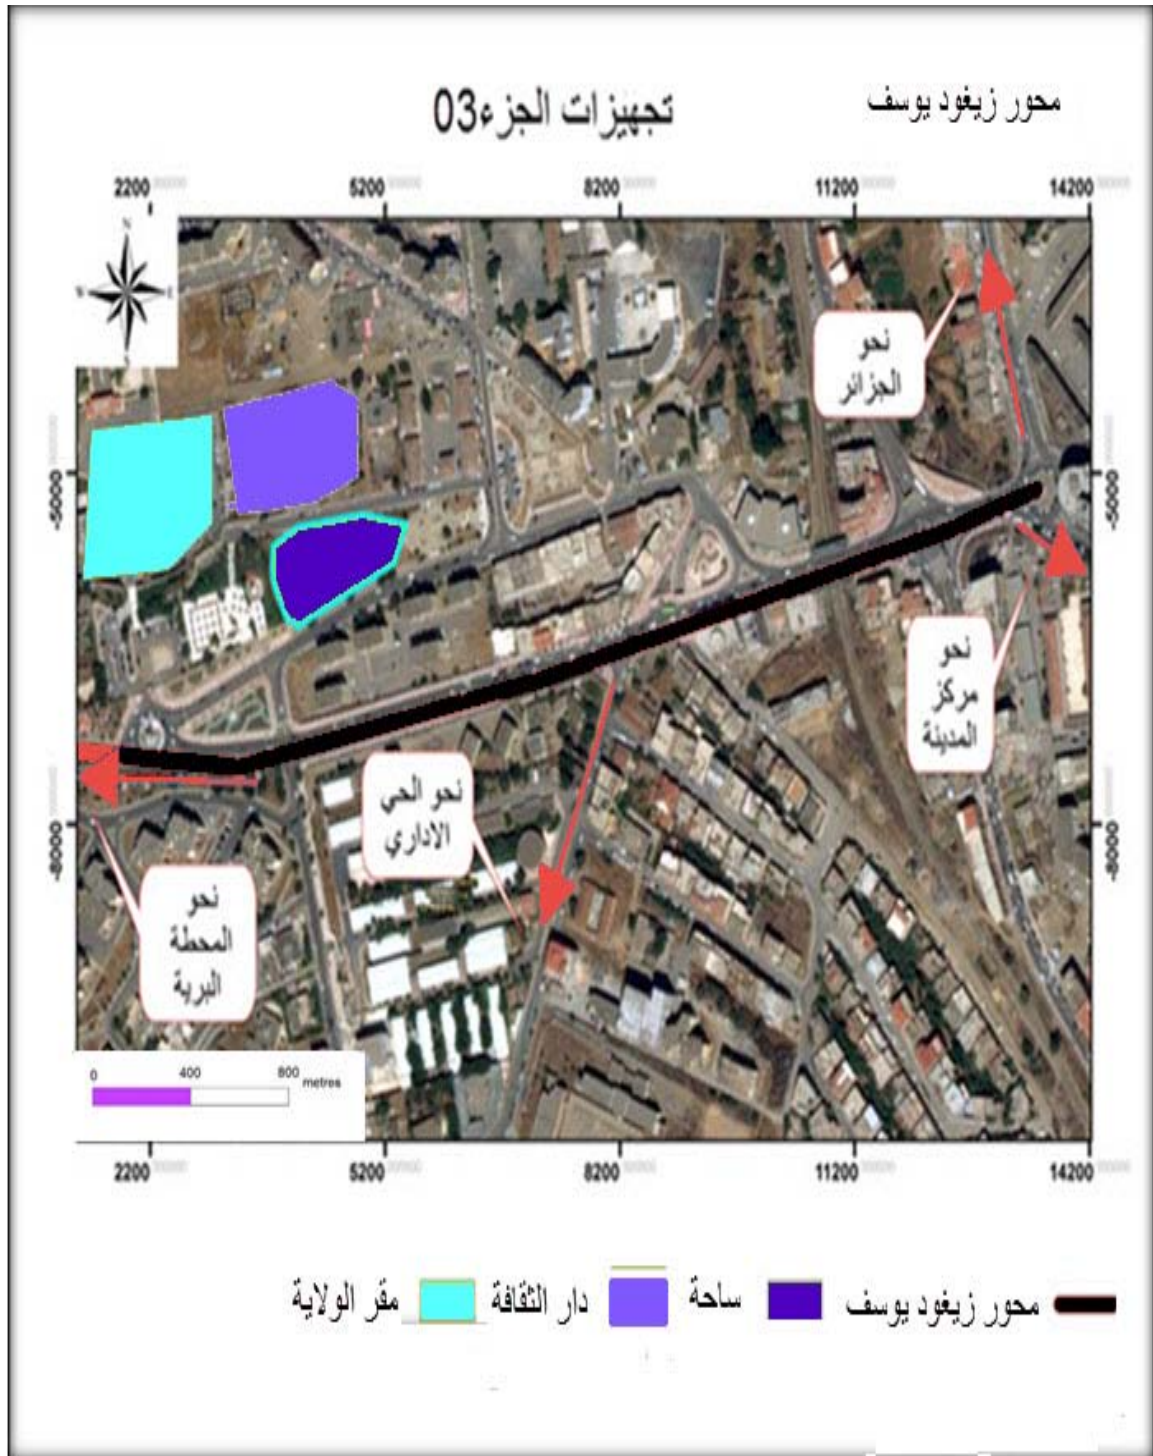 محور زيغود يوسف
تجهيزات الجزء03
2200 5200 8200 11200 14200
N
نحو
الجزائر
-5000
-5000
نحو
مركز
المدينة
نحو الحي
الاداري
-8000
-8000
نحو
المحطة
البرية
0 400 800 metres
2200 5200 8200 11200 14200
محور زيغود يوسف ساحة دار الثقافة مقر الولاية